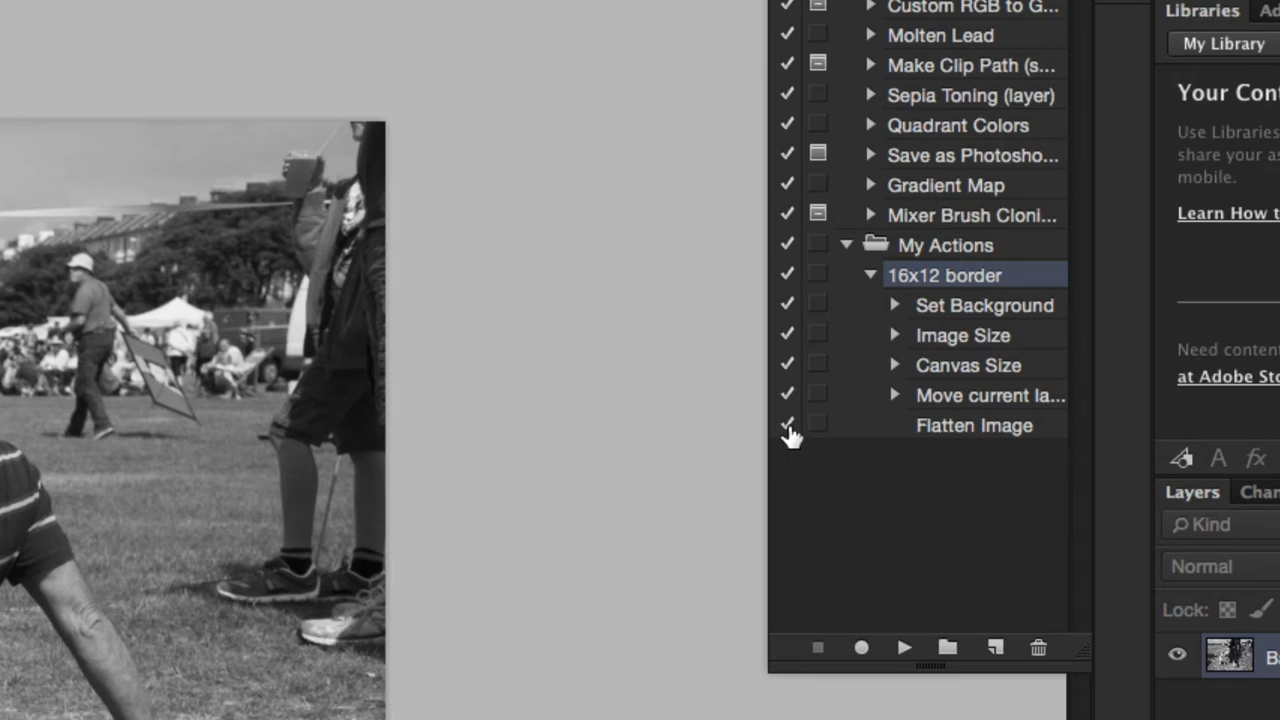 Custom RGB to G...
Molten Lead
Make Clip Path (s...
Sepia Toning (layer)
Quadrant Colors
Save as Photosho...
Gradient Map
Mixer Brush Cloni...
My Actions
16x12 border
Set Background
Image Size
Canvas Size
Move current la...
Flatten Image
Libraries
Ad
My Library
Your Cont
Use Libraries
share your as
mobile.
Learn How t
Need content
at Adobe Sto
A fx
Layers
Chan
Kind
Normal
Lock:
B